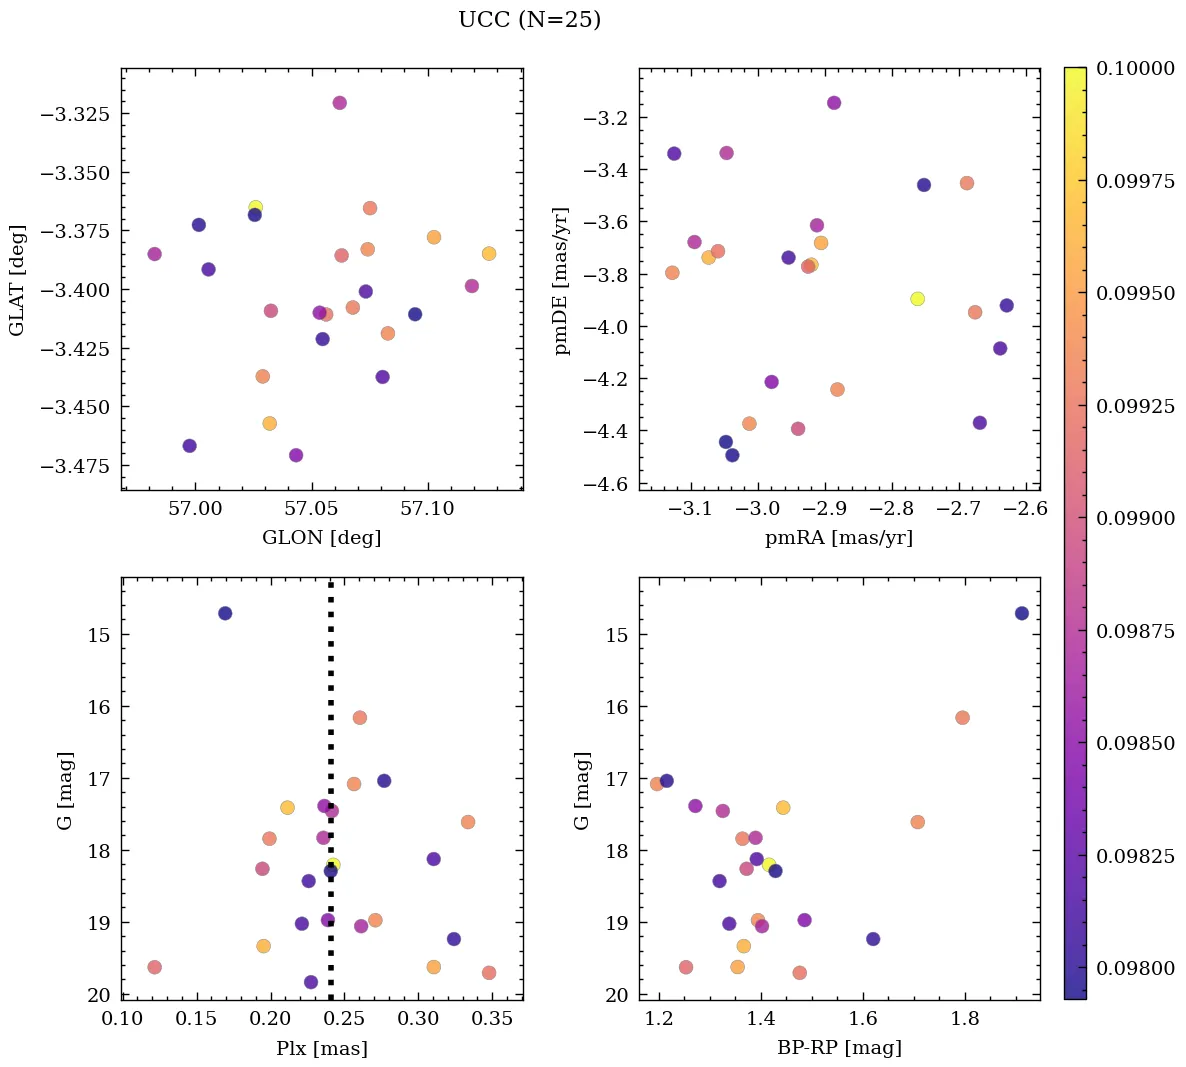 UCC (N=25)
−3.325
−3.350
−3.375
−3.400
−3.425
−3.450
−3.475
GLAT [deg]
57.00 57.05 57.10
GLON [deg]
−3.2
−3.4
−3.6
−3.8
−4.0
−4.2
−4.4
−4.6
pmDE [mas/yr]
−3.1 −3.0 −2.9 −2.8 −2.7 −2.6
pmRA [mas/yr]
15
16
17
18
19
20
G [mag]
0.10 0.15 0.20 0.25 0.30 0.35
Plx [mas]
15
16
17
18
19
20
G [mag]
1.2 1.4 1.6 1.8
BP-RP [mag]
0.10000
0.09975
0.09950
0.09925
0.09900
0.09875
0.09850
0.09825
0.09800